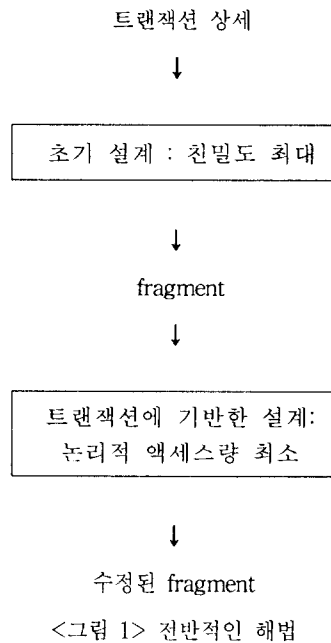 트랜잭션 상세
↓
초기 설계 : 친밀도 최대
↓
fragment
↓
트랜잭션에 기반한 설계:
논리적 액세스량 최소
↓
수정된 fragment
<그림 1> 전반적인 해법